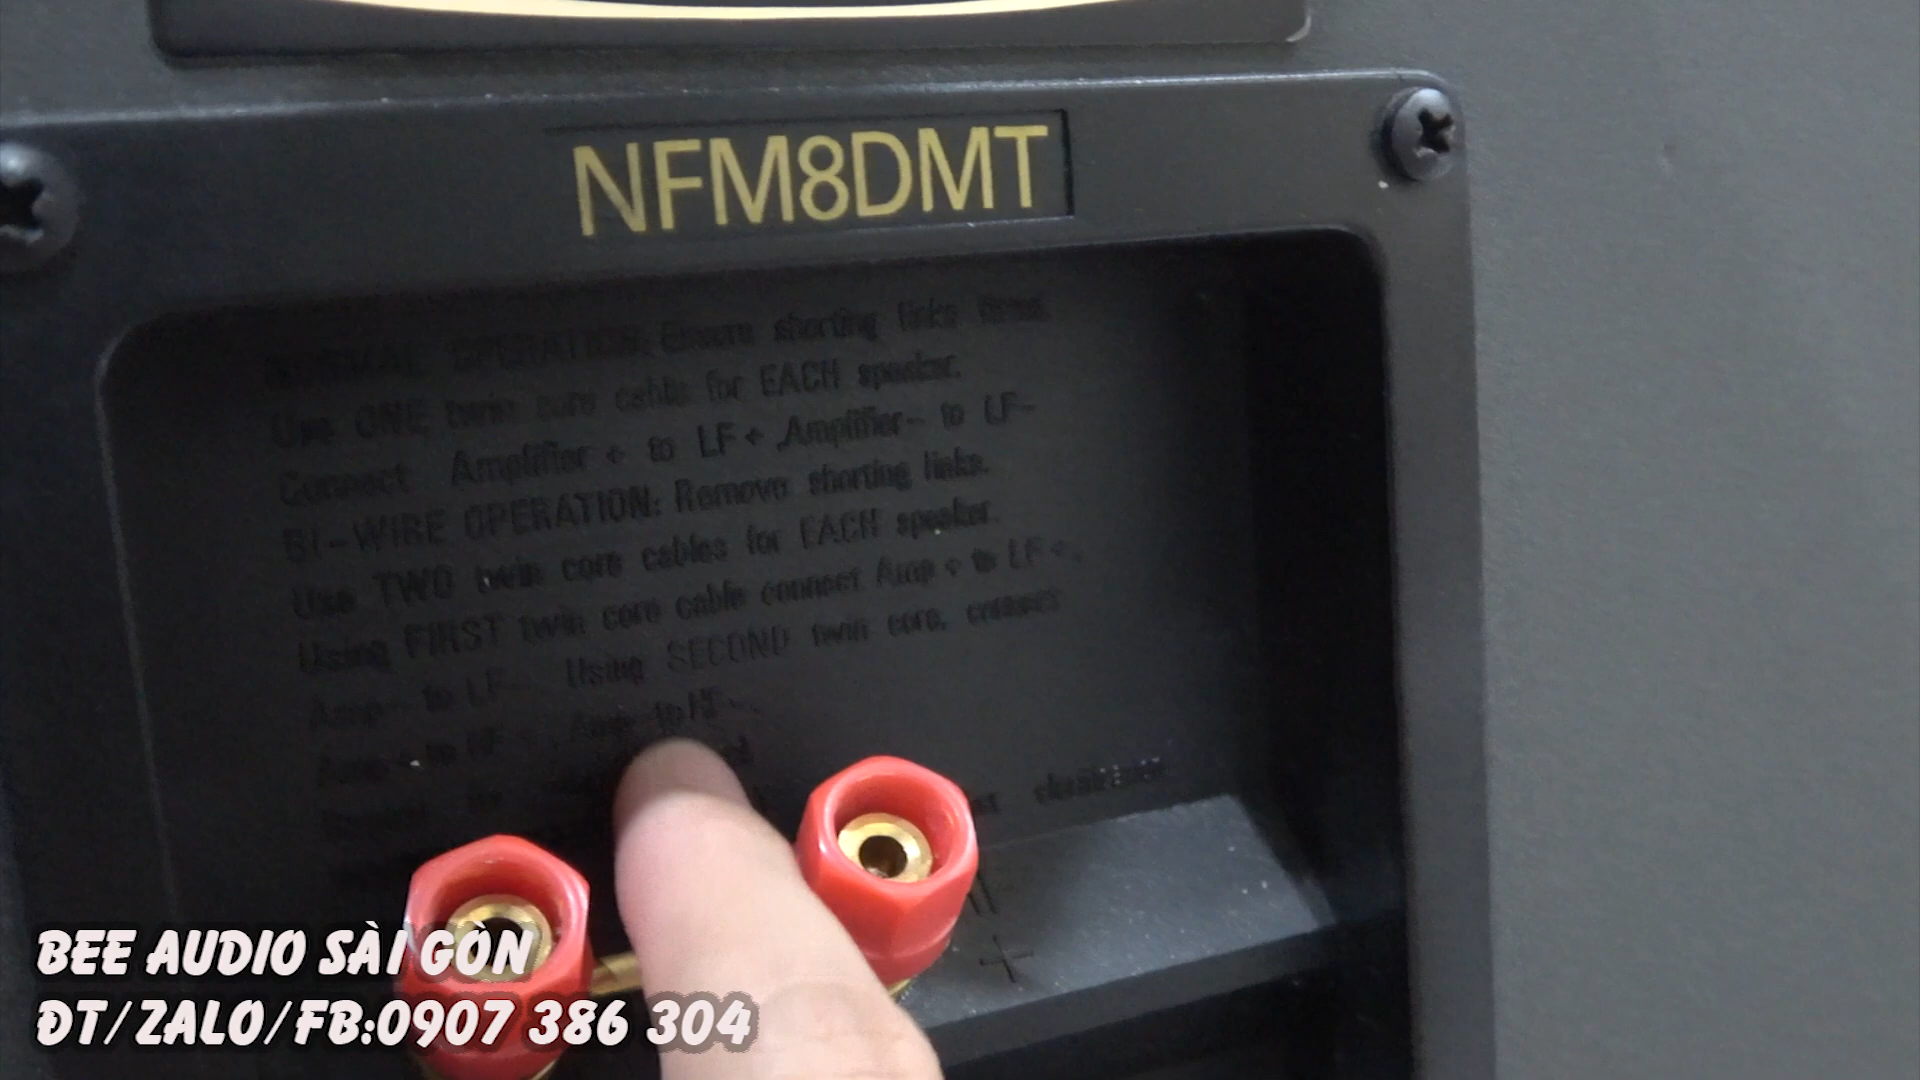 NFM8DMT
NORMAL OPERATION: Ensure shorting links fitted.
Use ONE twin core cable for EACH speaker.
Connect Amplifier + to LF +, Amplifier - to LF-
BI-WIRE OPERATION: Remove shorting links.
Use TWO twin core cables for EACH speaker.
Using FIRST twin core cable connect Amp + to LF +,
Amp - to LF -. Using SECOND twin core, connect
Amp + to HF +, Amp - to HF -.
+
BEE AUDIO SÀI GÒN
ĐT/ZALO/FB:0907 386 304